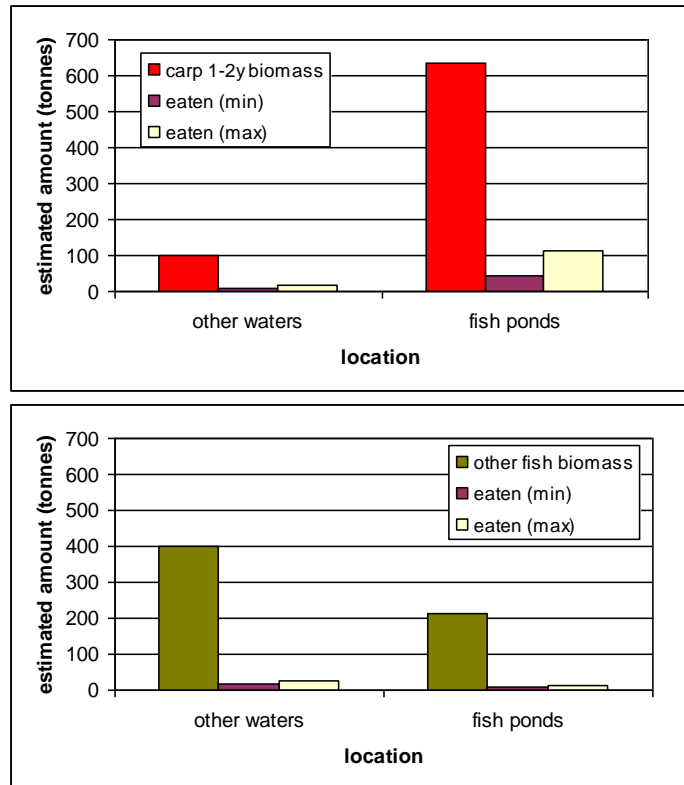 estimated amount (tonnes)
700
600
500
400
300
200
100
0
carp 1-2y biomass
eaten (min)
eaten (max)
other waters
fish ponds
location
estimated amount (tonnes)
700
600
500
400
300
200
100
0
other fish biomass
eaten (min)
eaten (max)
other waters
fish ponds
location